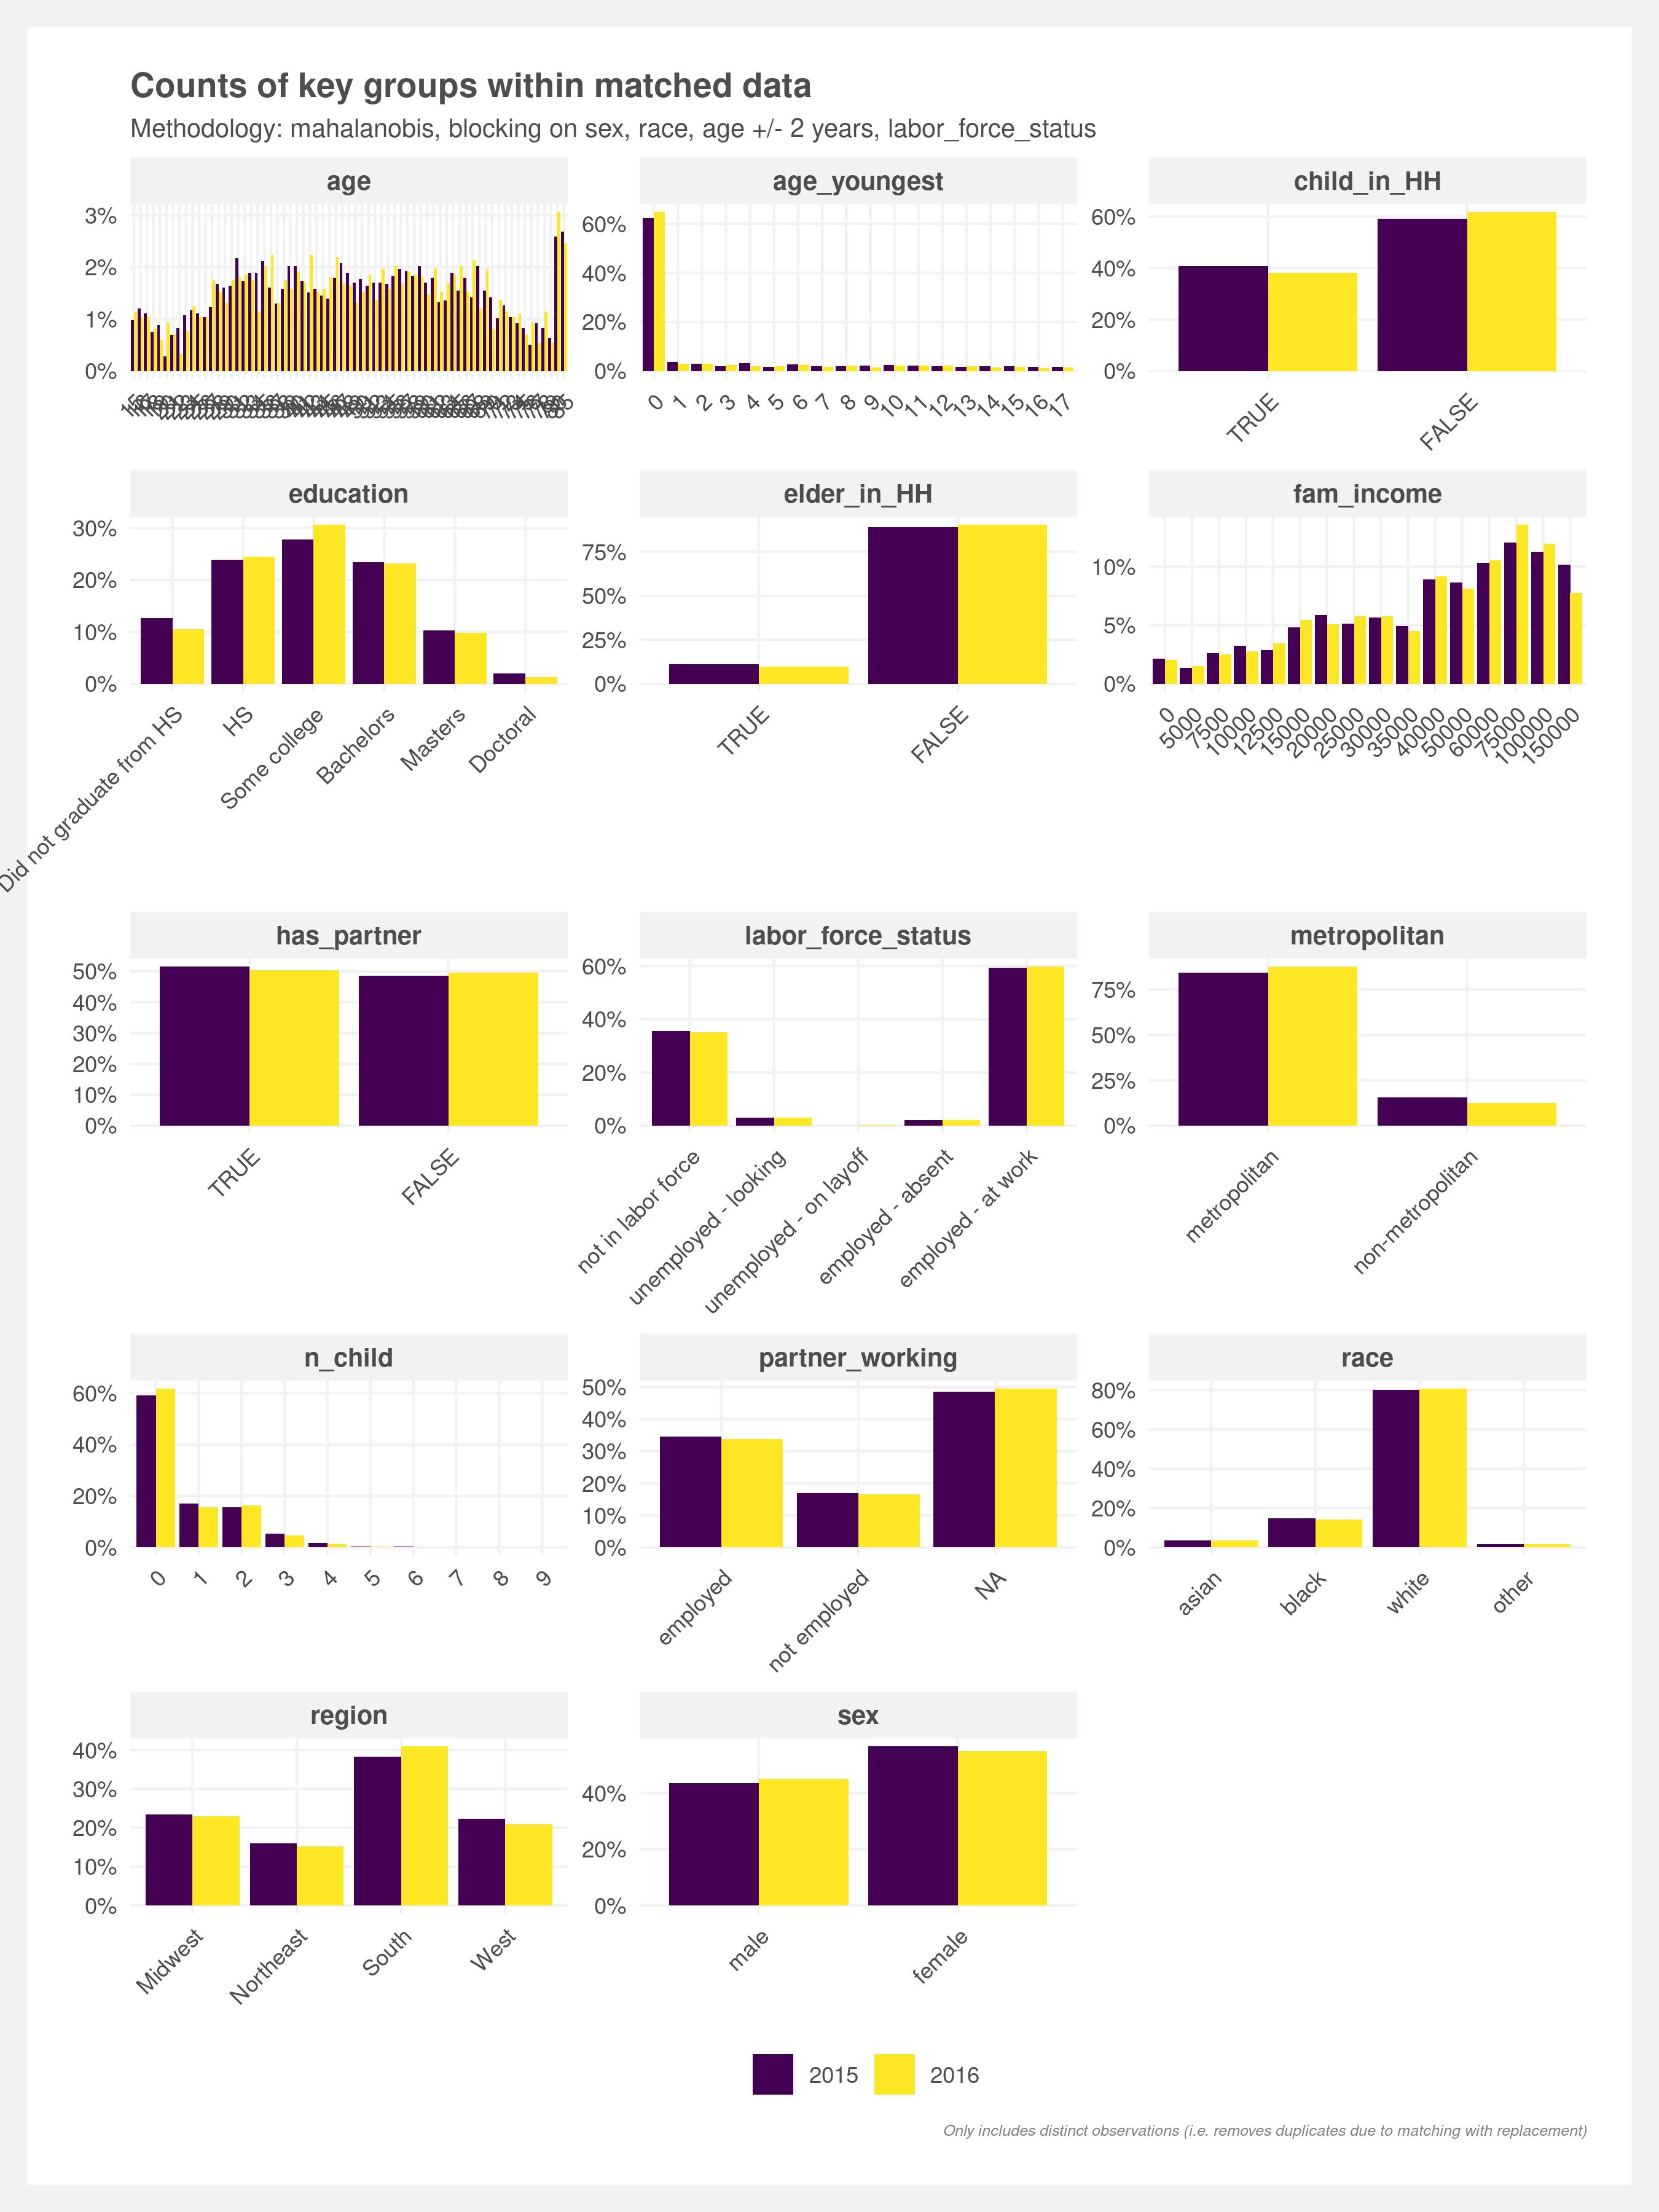 Counts of key groups within matched data
Methodology: mahalanobis, blocking on sex, race, age +/- 2 years, labor_force_status
age
3%
2%
1%
0%
age_youngest
60%
40%
20%
0%
0 1 2 3 4 5 6 7 8 9 10 11 12 13 14 15 16 17
child_in_HH
60%
40%
20%
0%
TRUE FALSE
education
30%
20%
10%
0%
Did not graduate from HS
HS
Some college
Bachelors
Masters
Doctoral
elder_in_HH
75%
50%
25%
0%
TRUE FALSE
fam_income
10%
5%
0%
0 5000 7500 10000 12500 15000 20000 25000 30000 35000 40000 50000 60000 75000 100000 150000
has_partner
50%
40%
30%
20%
10%
0%
TRUE FALSE
labor_force_status
60%
40%
20%
0%
not in labor force
unemployed - looking
unemployed - on layoff
employed - absent
employed - at work
metropolitan
75%
50%
25%
0%
metropolitan
non-metropolitan
n_child
60%
40%
20%
0%
0 1 2 3 4 5 6 7 8 9
partner_working
50%
40%
30%
20%
10%
0%
employed
not employed
NA
race
80%
60%
40%
20%
0%
asian
black
white
other
region
40%
30%
20%
10%
0%
Midwest
Northeast
South
West
sex
40%
20%
0%
male
female
2015 2016
Only includes distinct observations (i.e. removes duplicates due to matching with replacement)